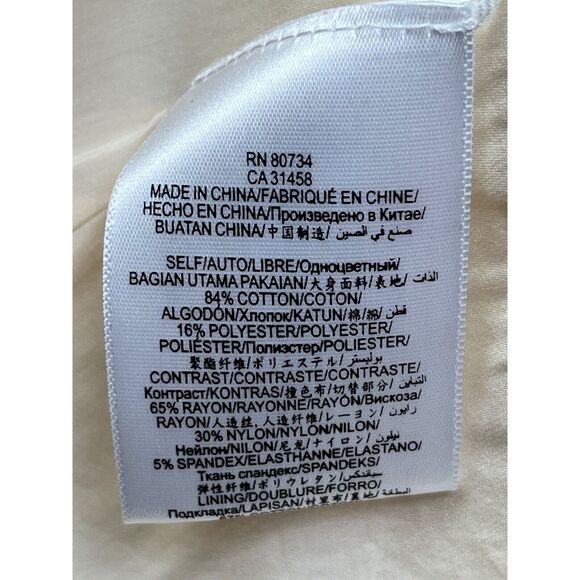 RN 80734
CA 31458
MADE IN CHINA/FABRIQUÉ EN CHINE/
HECHO EN CHINA/Произведено в Китае/
BUATAN CHINA/中国制造/ صنع في الصين
SELF/AUTO/LIBRE/Одноцветный/
BAGIAN UTAMA PAKAIAN/大身面料/表地/ الذات
84% COTTON/COTON/
ALGODÓN/Хлопок/KATUN/棉/綿/ قطن
16% POLYESTER/POLYESTER/
POLIÉSTER/Полиэстер/POLIESTER/
聚酯纤维/ポリエステル/ بوليستر
CONTRAST/CONTRASTE/CONTRASTE/
Контраст/KONTRAS/撞色布/切替部分/ التباين
65% RAYON/RAYONNE/RAYÓN/Вискоза/
RAYON/人造丝, 人造纤维/レーヨン/ رايون
30% NYLON/NYLON/NILON/
Нейлон/NILON/尼龙/ナイロン/ نيلون
5% SPANDEX/ELASTHANNE/ELASTANO/
Ткань спандекс/SPANDEKS/
弹性纤维/ポリウレタン/ سباندكس
LINING/DOUBLURE/FORRO/
Подкладка/LAPISAN/衬里布/裏地/ البطانة